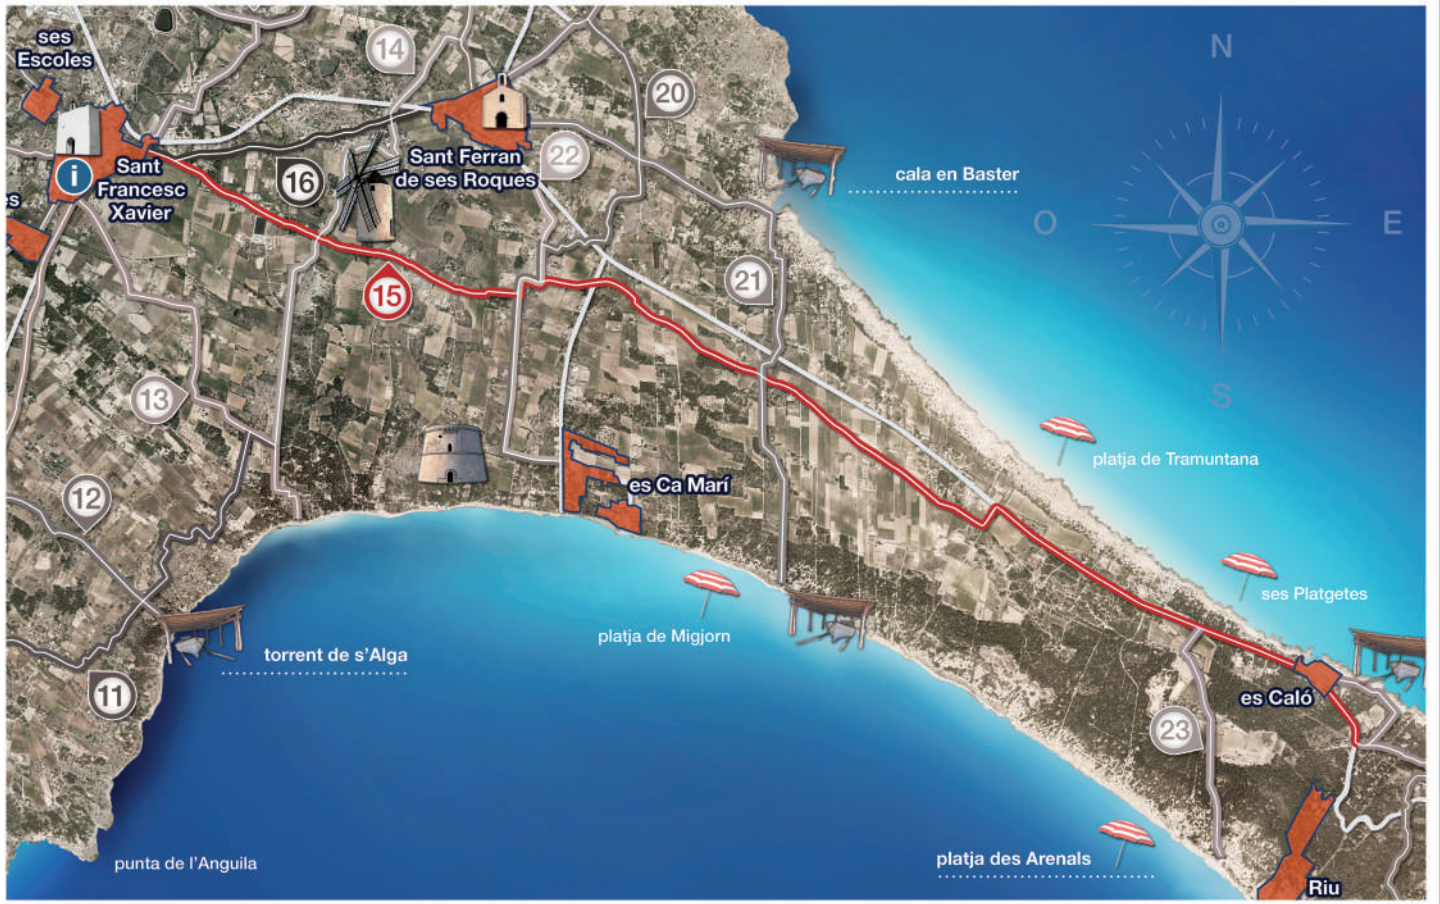 ses
Escoles
14
N
20
Sant Ferran
de ses Roques
22
cala en Baster
i
Sant
Francesc
Xavier
16
s
O
E
15
21
S
13
platja de Tramuntana
12
es Ca Marí
ses Platgetes
platja de Migjorn
torrent de s'Alga
11
es Caló
23
punta de l'Anguila
platja des Arenals
Riu